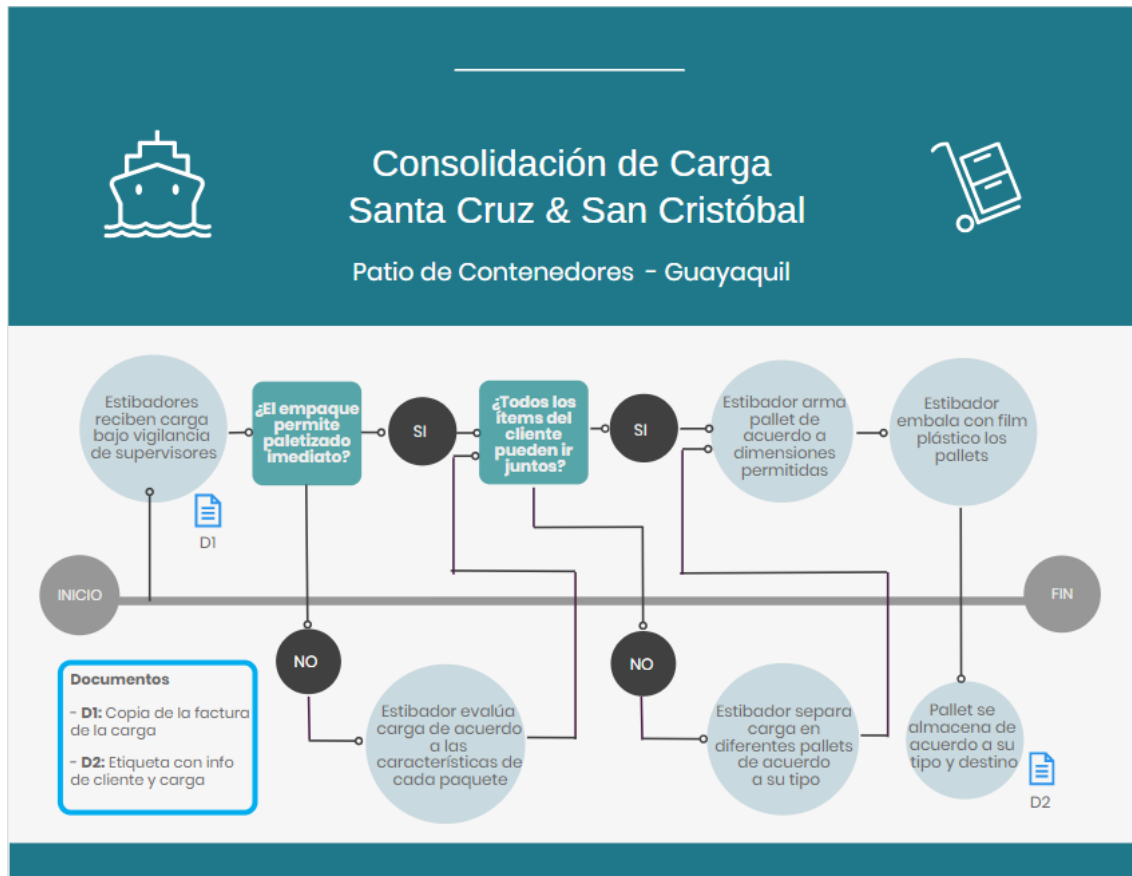 Consolidación de Carga
Santa Cruz & San Cristóbal
Patio de Contenedores - Guayaquil
Estibadores
reciben carga
bajo vigilancia
de supervisores
D1
¿El empaque
permite
paletizado
imediato?
SI
¿Todos los
ítems del
cliente
pueden ir
juntos?
SI
Estibador arma
pallet de
acuerdo a
dimensiones
permitidas
Estibador
embala con film
plástico los
pallets
INICIO
FIN
NO
Estibador evalúa
carga de acuerdo
a las
características de
cada paquete
NO
Estibador separa
carga en
diferentes pallets
de acuerdo
a su tipo
Pallet se
almacena de
acuerdo a su
tipo y destino
D2
Documentos
- D1: Copia de la factura
de la carga
- D2: Etiqueta con info
de cliente y carga